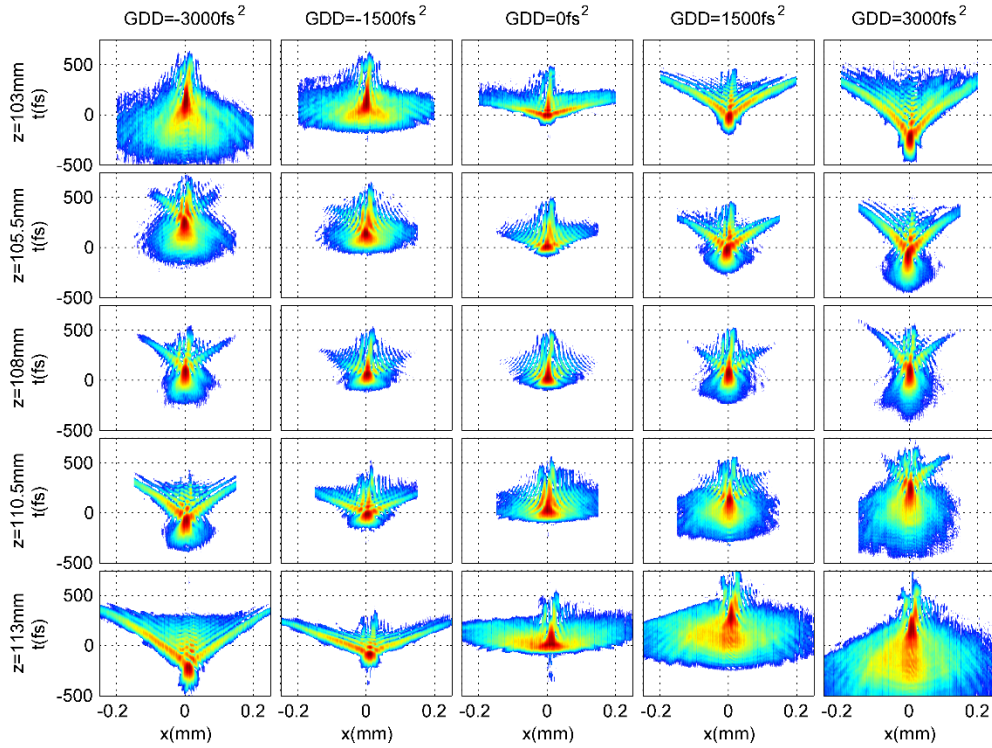 GDD=-3000fs² GDD=-1500fs² GDD=0fs² GDD=1500fs² GDD=3000fs²
z=103mm
t(fs)
500
0
-500
z=105.5mm
t(fs)
500
0
-500
z=108mm
t(fs)
500
0
-500
z=110.5mm
t(fs)
500
0
-500
z=113mm
t(fs)
500
0
-500
-0.2 0 0.2 -0.2 0 0.2 -0.2 0 0.2 -0.2 0 0.2 -0.2 0 0.2
x(mm) x(mm) x(mm) x(mm) x(mm)